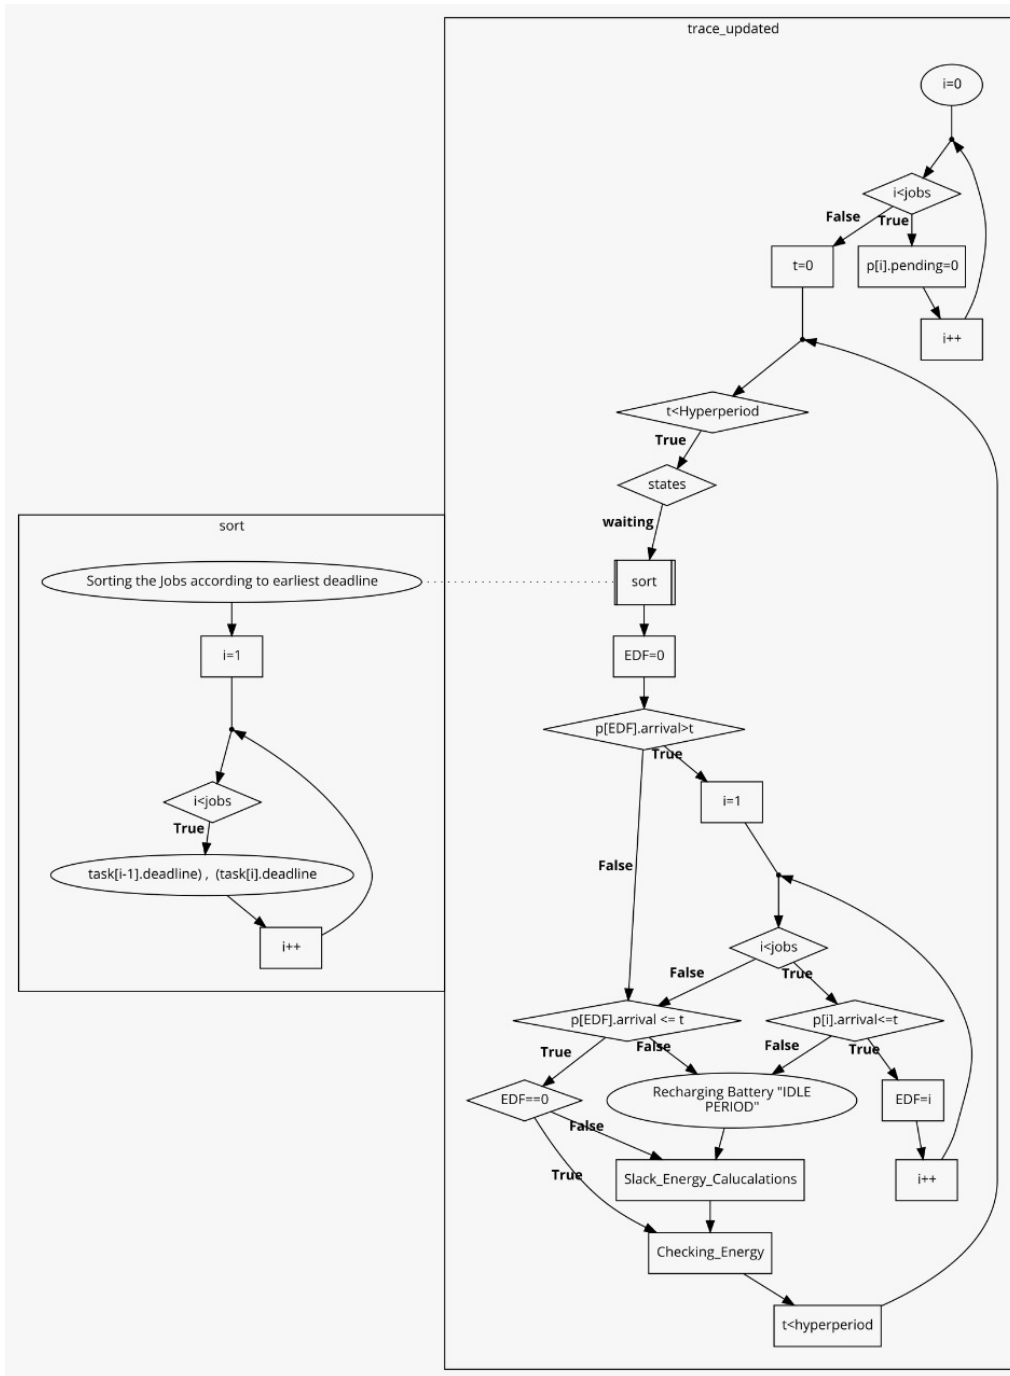 trace_updated
i=0
i<jobs
False
True
t=0
p[i].pending=0
i++
t<Hyperperiod
True
states
waiting
sort
Sorting the Jobs according to earliest deadline
sort
i=1
EDF=0
p[EDF].arrival>t
True
i=1
i<jobs
True
False
task[i-1].deadline) , (task[i].deadline
i++
i<jobs
False
True
p[EDF].arrival <= t
p[i].arrival<=t
True
False
False
True
EDF==0
Recharging Battery "IDLE
PERIOD"
EDF=i
False
True
Slack_Energy_Calucalations
i++
Checking_Energy
t<hyperperiod